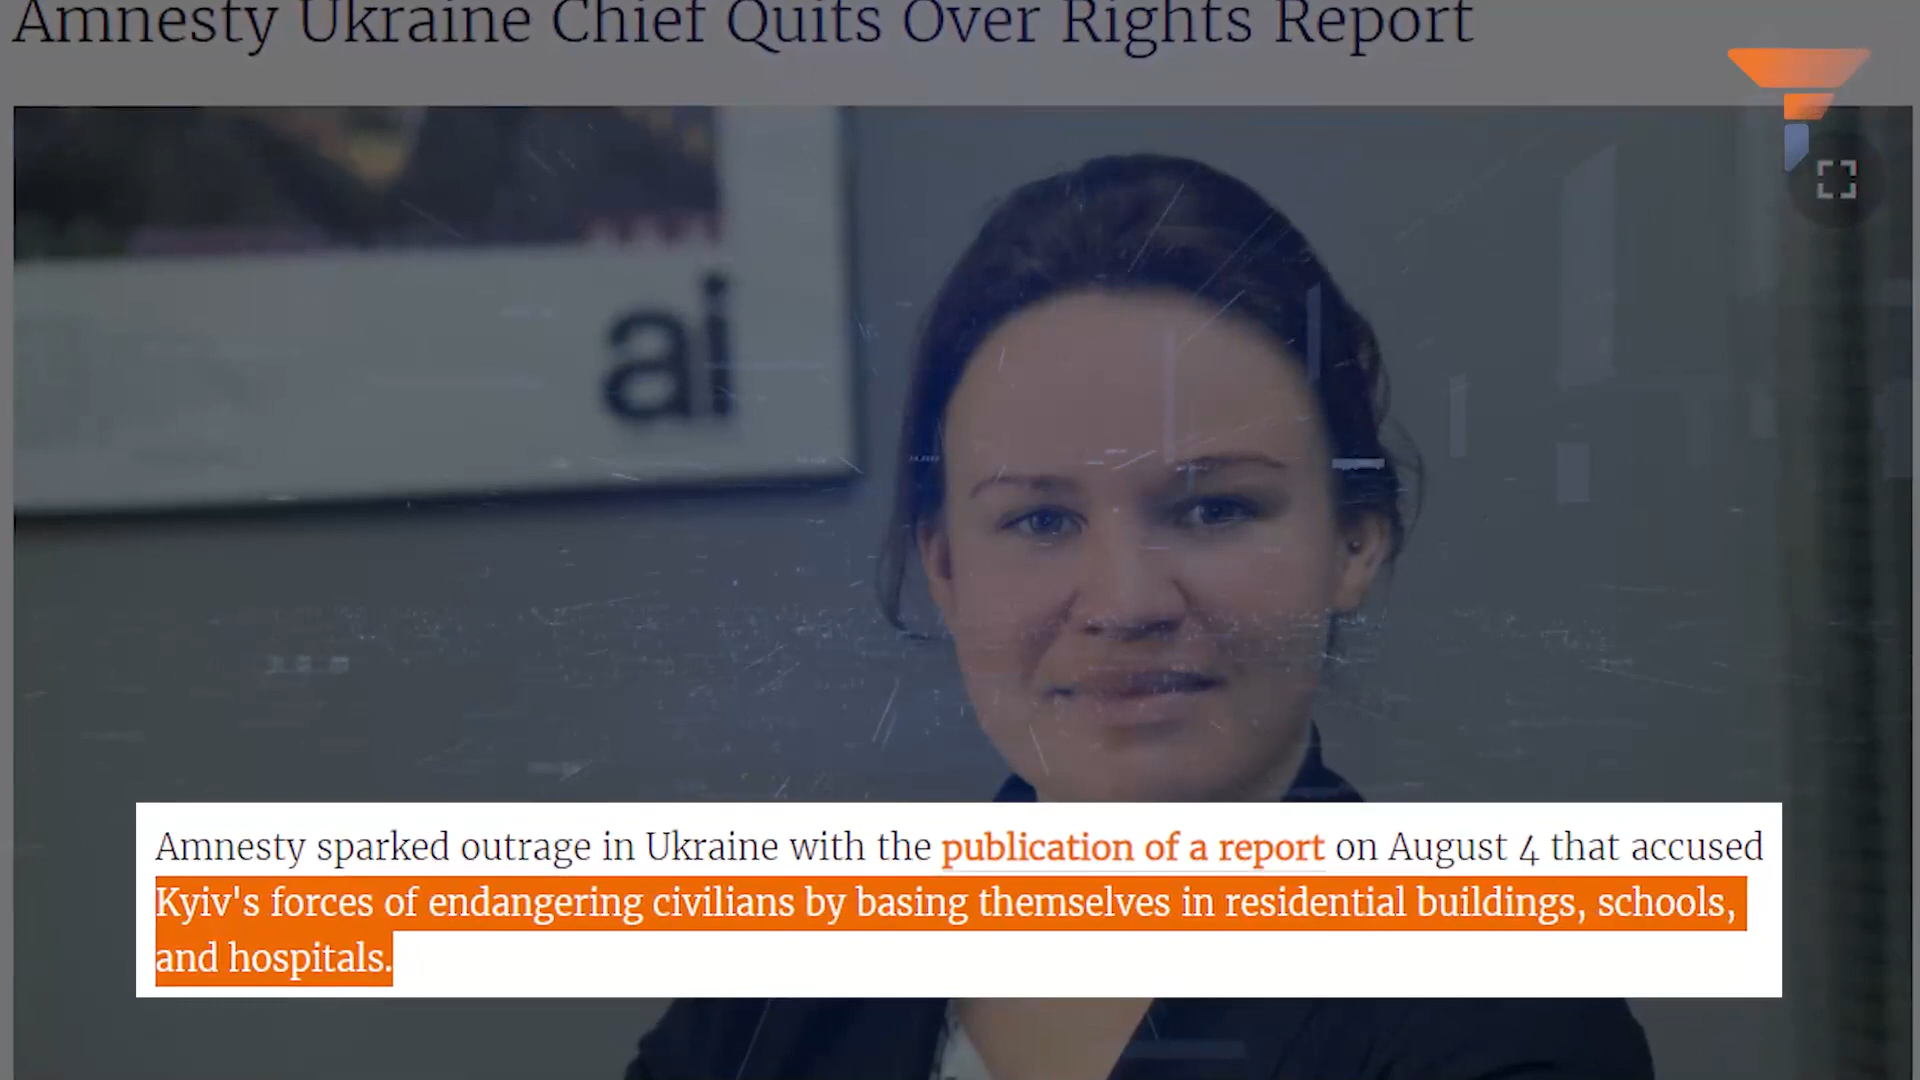 Amnesty Ukraine Chief Quits Over Rights Report
ai
Amnesty sparked outrage in Ukraine with the publication of a report on August 4 that accused
Kyiv's forces of endangering civilians by basing themselves in residential buildings, schools,
and hospitals.